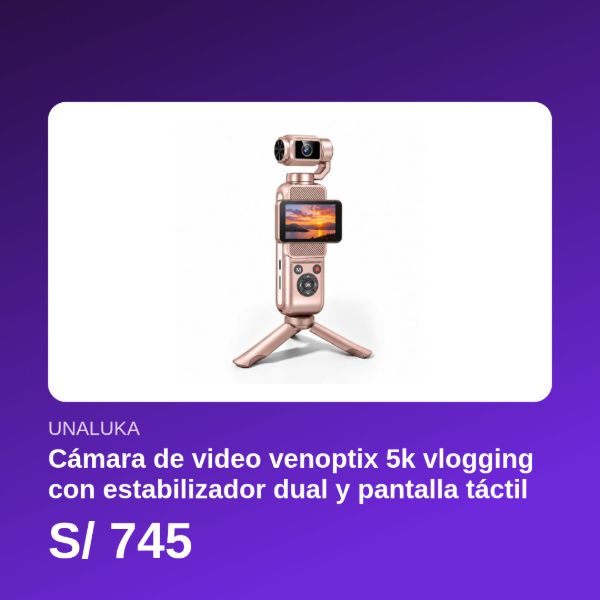 UNALUKA
Cámara de video venoptix 5k vlogging
con estabilizador dual y pantalla táctil
S/ 745